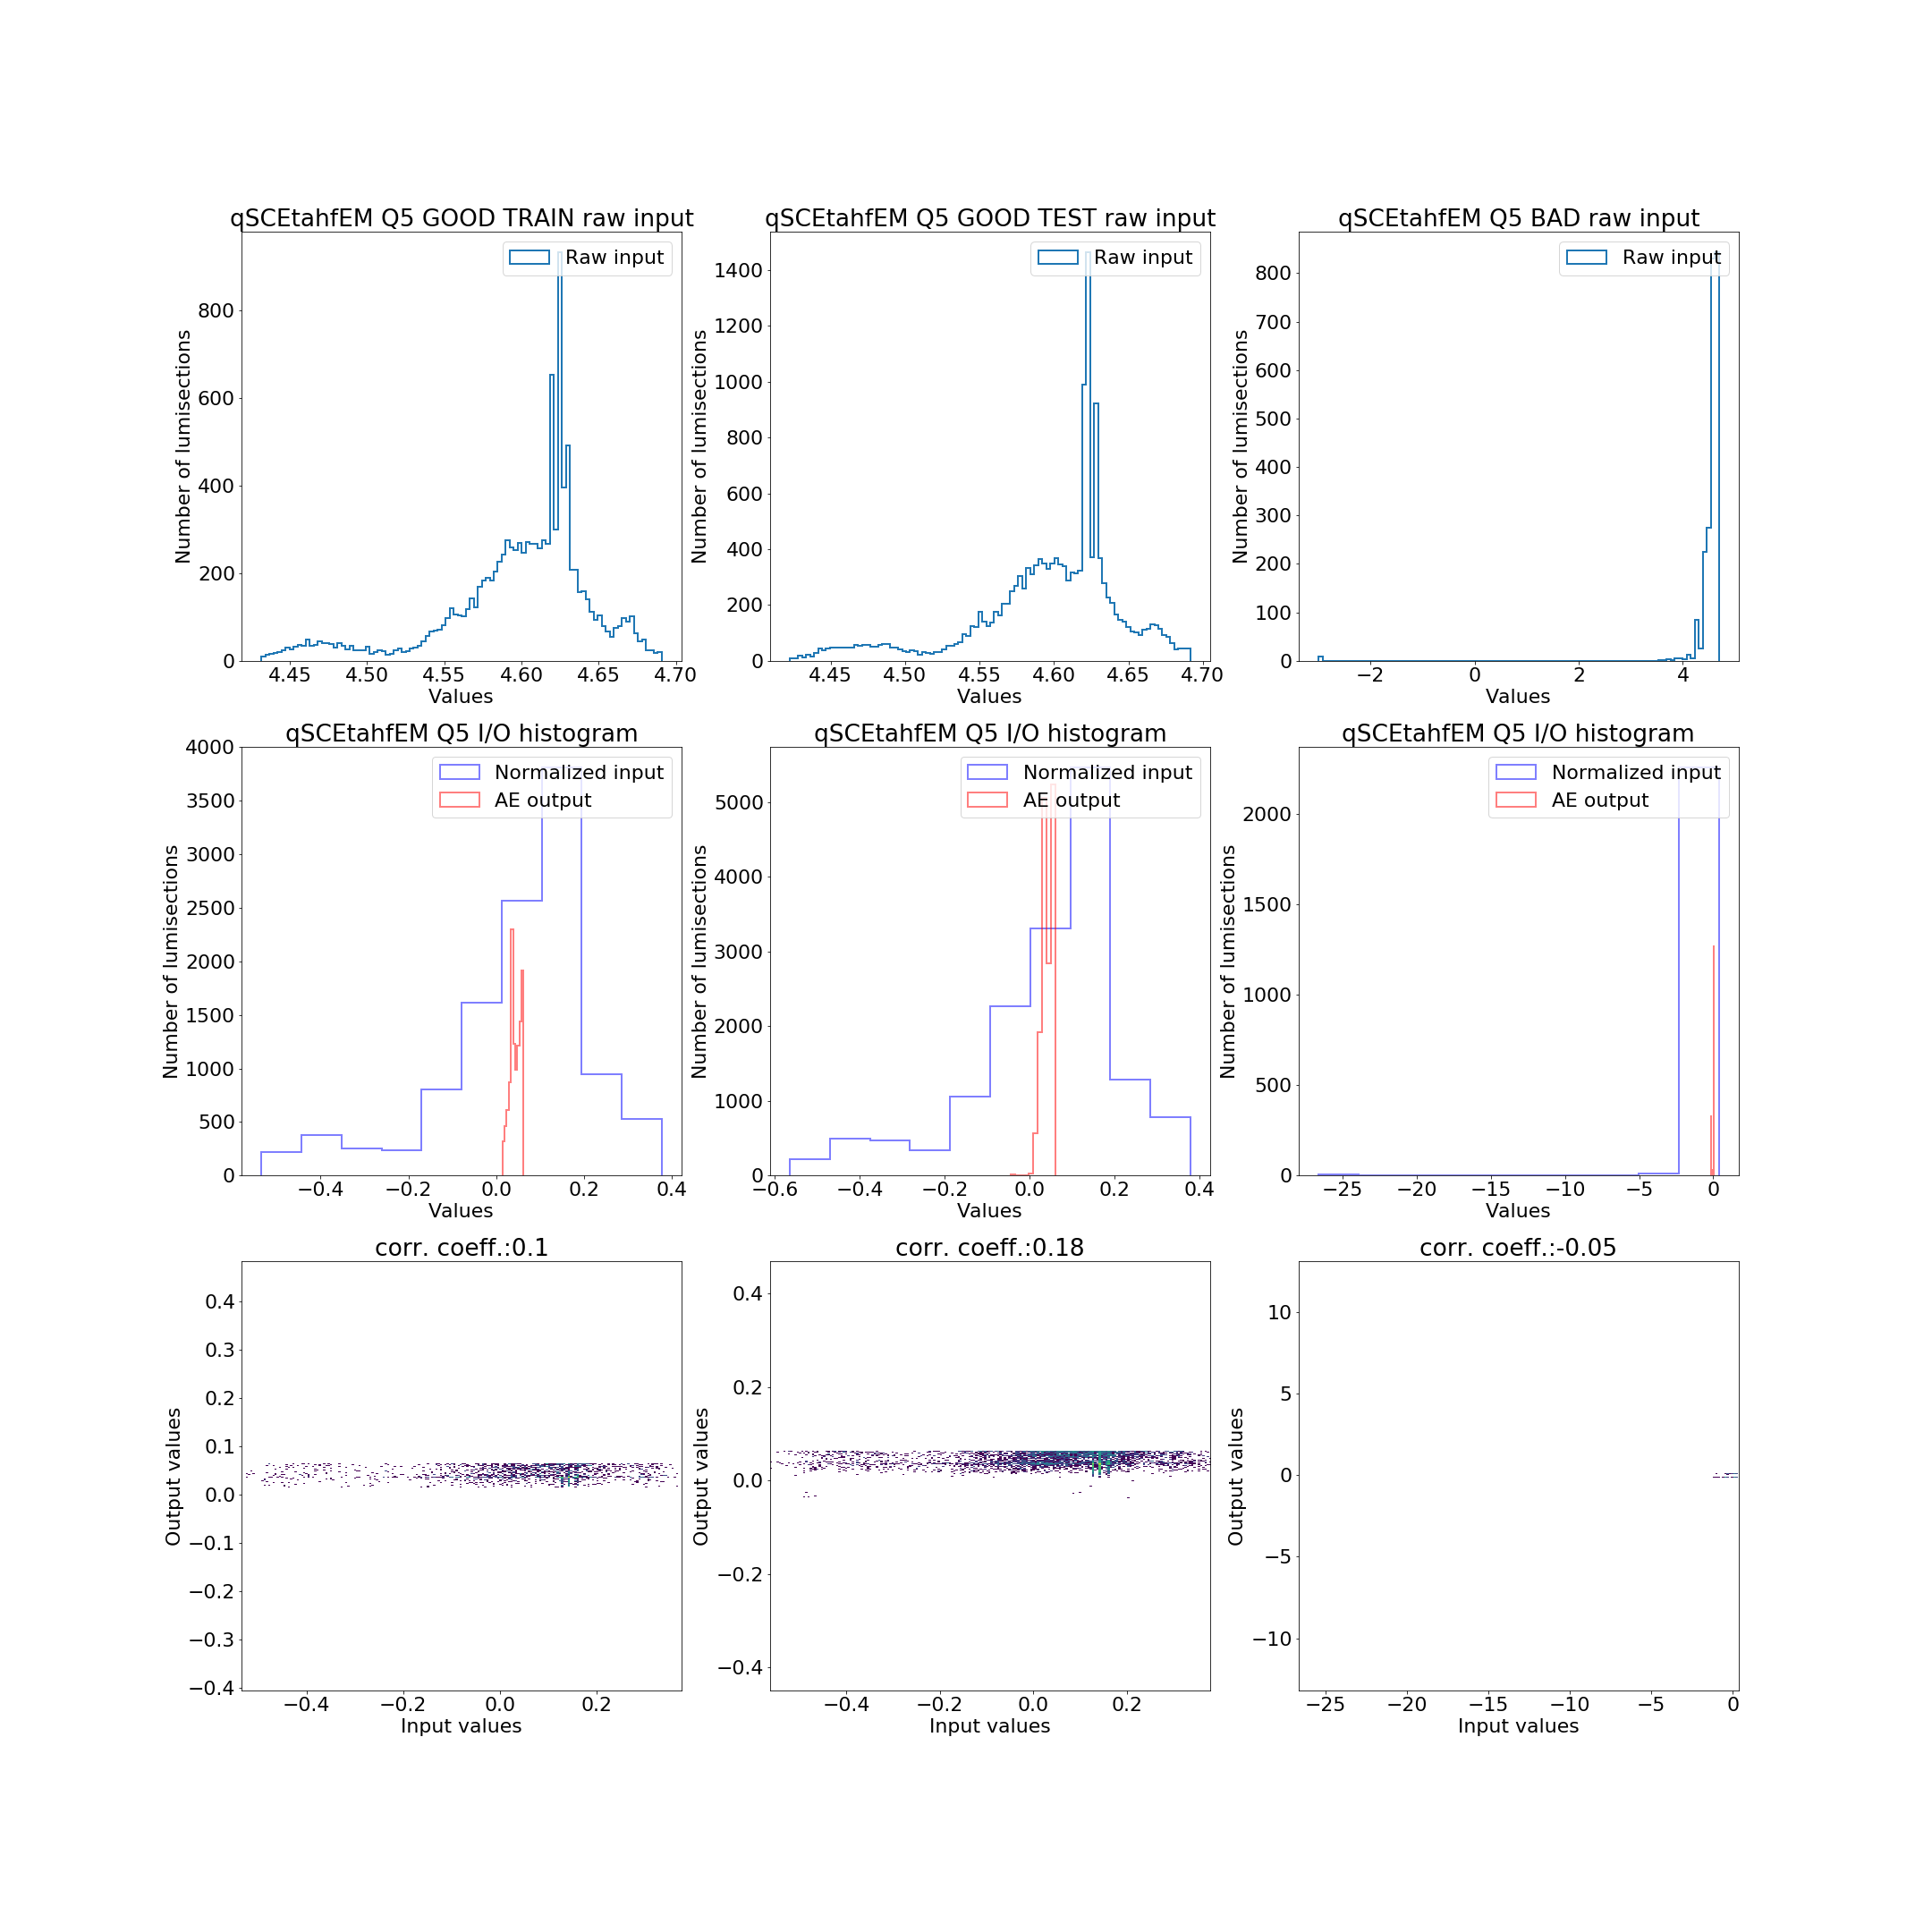 qSCEtahfEM Q5 GOOD TRAIN raw input
Raw input
Number of lumisections
0
200
400
600
800
4.45 4.50 4.55 4.60 4.65 4.70
Values
qSCEtahfEM Q5 GOOD TEST raw input
Raw input
Number of lumisections
0
200
400
600
800
1000
1200
1400
4.45 4.50 4.55 4.60 4.65 4.70
Values
qSCEtahfEM Q5 BAD raw input
Raw input
Number of lumisections
0
100
200
300
400
500
600
700
800
−2 0 2 4
Values
qSCEtahfEM Q5 I/O histogram
Normalized input
AE output
Number of lumisections
0
500
1000
1500
2000
2500
3000
3500
4000
−0.4 −0.2 0.0 0.2 0.4
Values
qSCEtahfEM Q5 I/O histogram
Normalized input
AE output
Number of lumisections
0
1000
2000
3000
4000
5000
−0.6 −0.4 −0.2 0.0 0.2 0.4
Values
qSCEtahfEM Q5 I/O histogram
Normalized input
AE output
Number of lumisections
0
500
1000
1500
2000
−25 −20 −15 −10 −5 0
Values
corr. coeff.:0.1
Output values
0.4
0.3
0.2
0.1
0.0
−0.1
−0.2
−0.3
−0.4
−0.4 −0.2 0.0 0.2
Input values
corr. coeff.:0.18
Output values
0.4
0.2
0.0
−0.2
−0.4
−0.4 −0.2 0.0 0.2
Input values
corr. coeff.:-0.05
Output values
10
5
0
−5
−10
−25 −20 −15 −10 −5 0
Input values